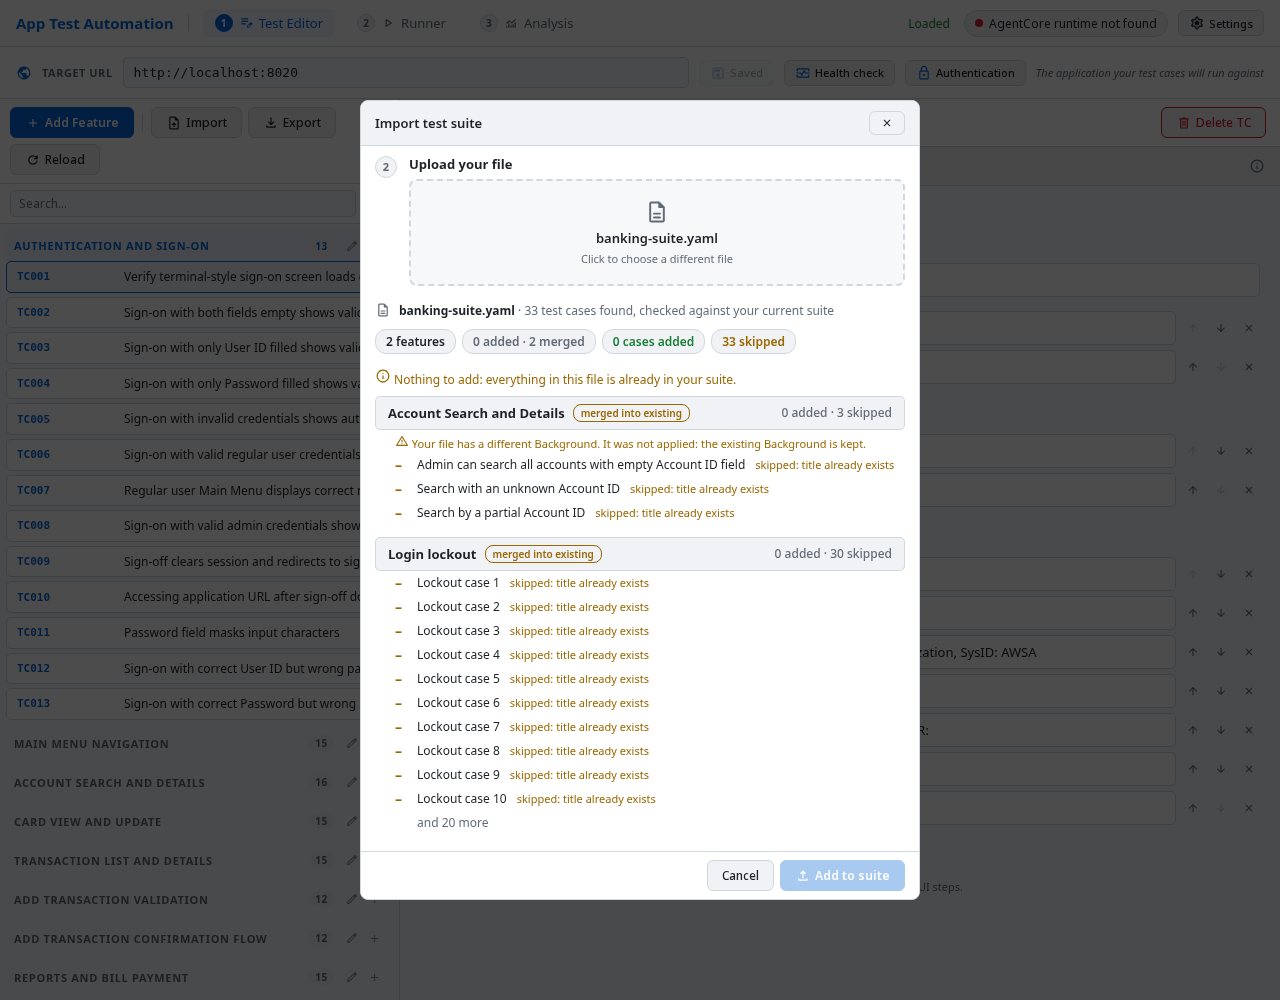 App Test Automation
1 Test Editor
2 Runner
3 Analysis
Loaded
AgentCore runtime not found
Settings
TARGET URL
http://localhost:8020
Saved
Health check
Authentication
The application your test cases will run against
Add Feature
Import
Export
Delete TC
Reload
Search...
AUTHENTICATION AND SIGN-ON 13
TC001 Verify terminal-style sign-on screen loads
TC002 Sign-on with both fields empty shows
TC003 Sign-on with only User ID filled shows
TC004 Sign-on with only Password filled shows
TC005 Sign-on with invalid credentials shows
TC006 Sign-on with valid regular user credentials
TC007 Regular user Main Menu displays correct
TC008 Sign-on with valid admin credentials show
TC009 Sign-off clears session and redirects to
TC010 Accessing application URL after sign-off
TC011 Password field masks input characters
TC012 Sign-on with correct User ID but wrong
TC013 Sign-on with correct Password but wrong
MAIN MENU NAVIGATION 15
ACCOUNT SEARCH AND DETAILS 16
CARD VIEW AND UPDATE 15
TRANSACTION LIST AND DETAILS 15
ADD TRANSACTION VALIDATION 12
ADD TRANSACTION CONFIRMATION FLOW 12
REPORTS AND BILL PAYMENT 15
Import test suite
2 Upload your file
banking-suite.yaml
Click to choose a different file
banking-suite.yaml · 33 test cases found, checked against your current suite
2 features
0 added · 2 merged
0 cases added
33 skipped
Nothing to add: everything in this file is already in your suite.
Account Search and Details merged into existing 0 added · 3 skipped
Your file has a different Background. It was not applied: the existing Background is kept.
– Admin can search all accounts with empty Account ID field skipped: title already exists
– Search with an unknown Account ID skipped: title already exists
– Search by a partial Account ID skipped: title already exists
Login lockout merged into existing 0 added · 30 skipped
– Lockout case 1 skipped: title already exists
– Lockout case 2 skipped: title already exists
– Lockout case 3 skipped: title already exists
– Lockout case 4 skipped: title already exists
– Lockout case 5 skipped: title already exists
– Lockout case 6 skipped: title already exists
– Lockout case 7 skipped: title already exists
– Lockout case 8 skipped: title already exists
– Lockout case 9 skipped: title already exists
– Lockout case 10 skipped: title already exists
and 20 more
Cancel
Add to suite
SysID: AWSA
UI steps.